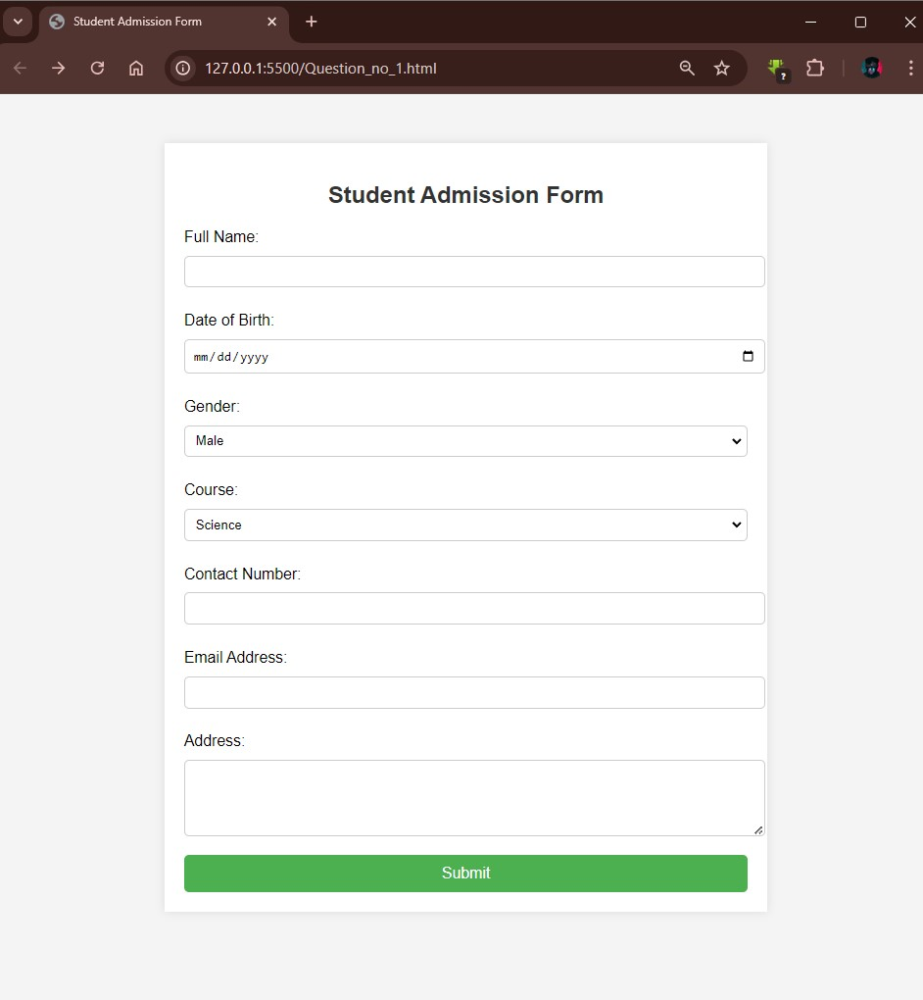 Student Admission Form
127.0.0.1:5500/Question_no_1.html
?
Student Admission Form
Full Name:
Date of Birth:
mm/dd/yyyy
Gender:
Male
Course:
Science
Contact Number:
Email Address:
Address:
Submit